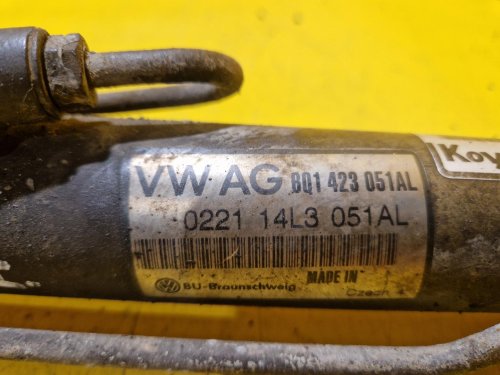 VW AG 6Q1 423 051AL
Koy
0221 14L3 051AL
MADE IN
BU-Braunschweig
Czech